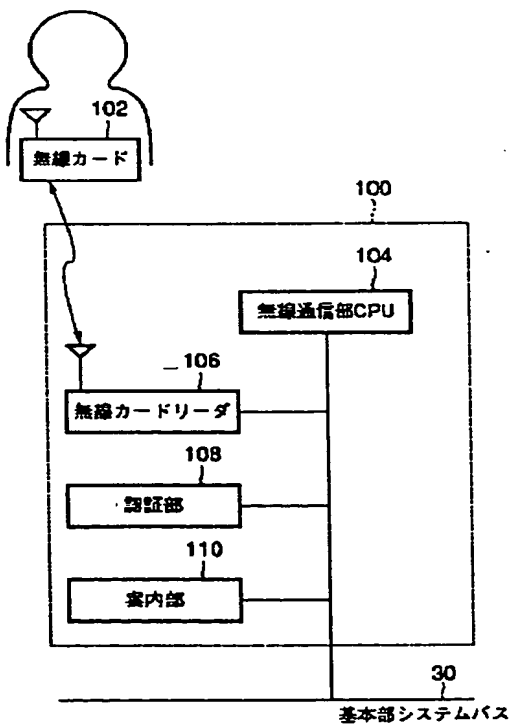 102
無線カード
100
104
無線通信部CPU
106
無線カードリーダ
108
認証部
110
案内部
30
基本部システムバス